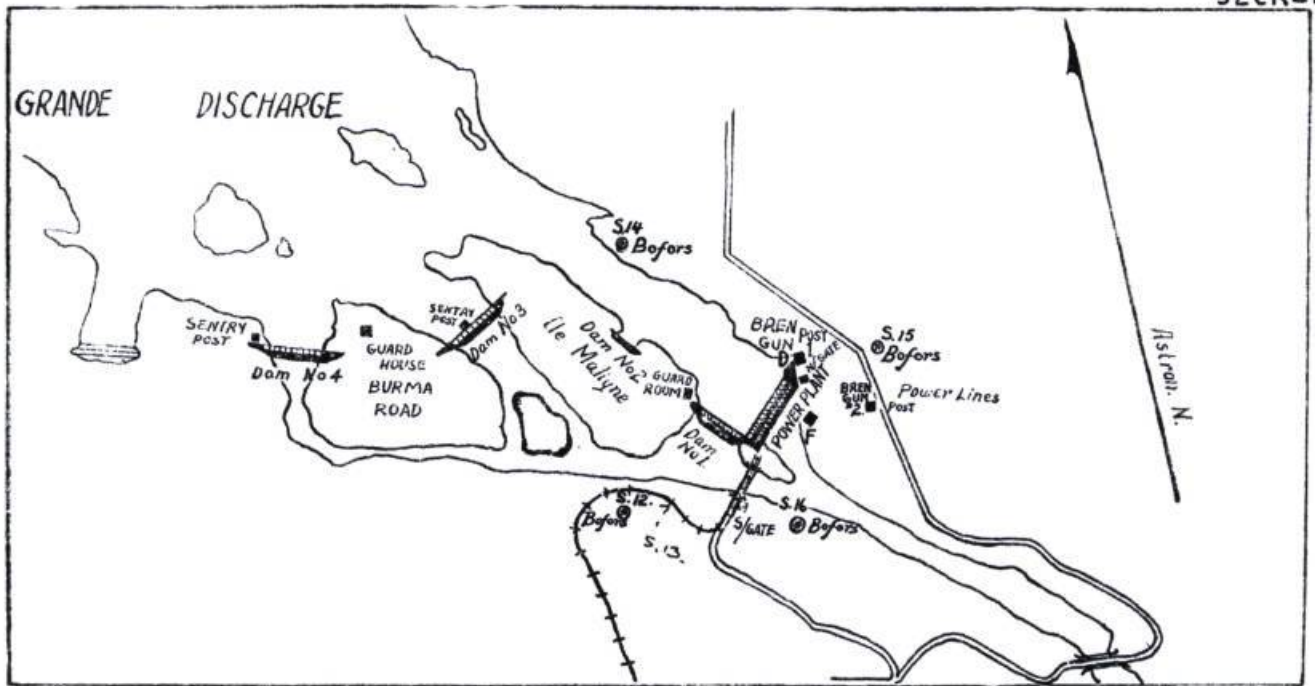 GRANDE DISCHARGE
S.14
Bofors
SENTRY
POST
Dam No 4
GUARD
HOUSE
BURMA
ROAD
SENTRY
POST
Dam No 3
Ile Maligne
Dam No 2
GUARD
ROOM
Dam
No 1
BREN
GUN POST
D
N/GATE
POWER PLANT
F
S.15
Bofors
BREN
GUN
2. POST
Power Lines
Astron. N.
S.12.
Bofors
S.13.
S/GATE
S.16
Bofors